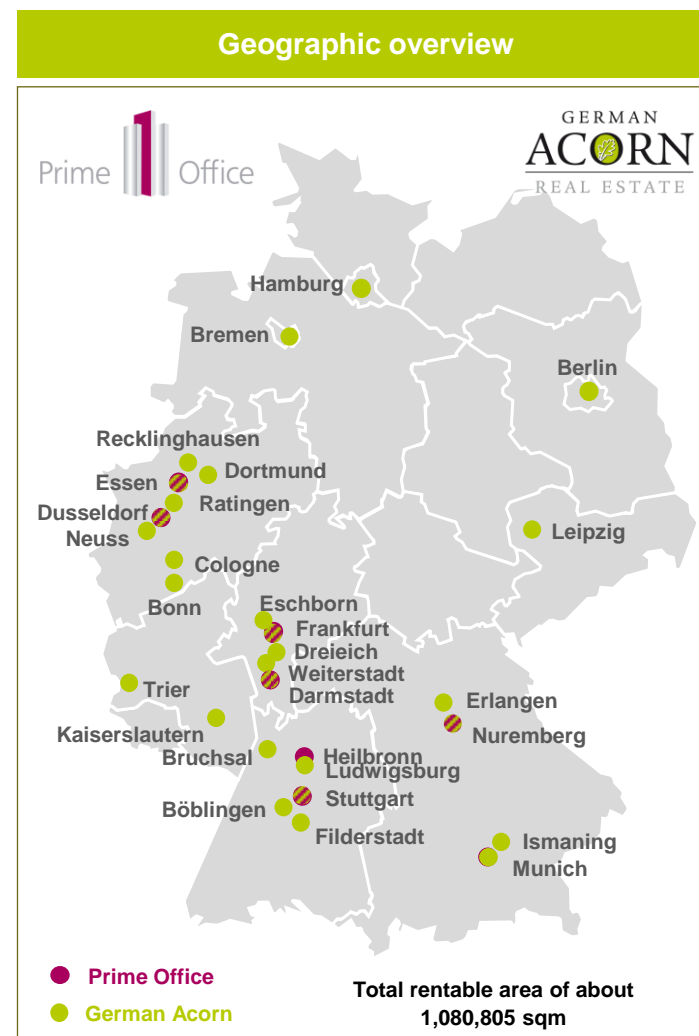 Geographic overview
Prime Office
GERMAN
ACORN
REAL ESTATE
Hamburg
Bremen
Berlin
Recklinghausen
Dortmund
Essen
Ratingen
Dusseldorf
Neuss
Leipzig
Cologne
Bonn
Eschborn
Frankfurt
Dreieich
Weiterstadt
Darmstadt
Trier
Erlangen
Kaiserslautern
Nuremberg
Bruchsal
Heilbronn
Ludwigsburg
Böblingen
Stuttgart
Filderstadt
Ismaning
Munich
Prime Office
German Acorn
Total rentable area of about
1,080,805 sqm